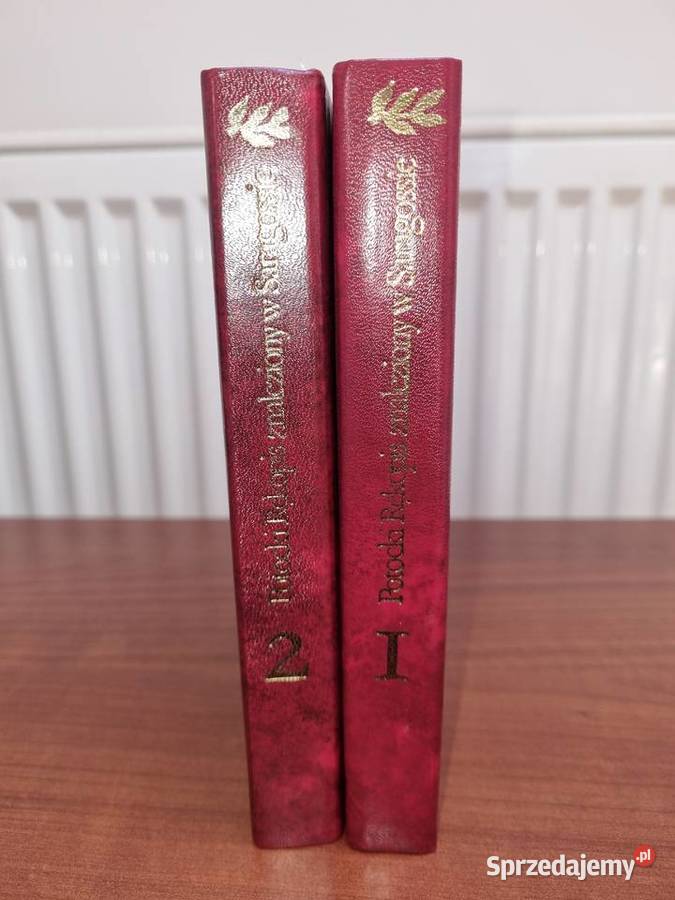 Potocki Rękopis znaleziony w Saragossie
2
Potocki Rękopis znaleziony w Saragossie
I
Sprzedajemy.pl